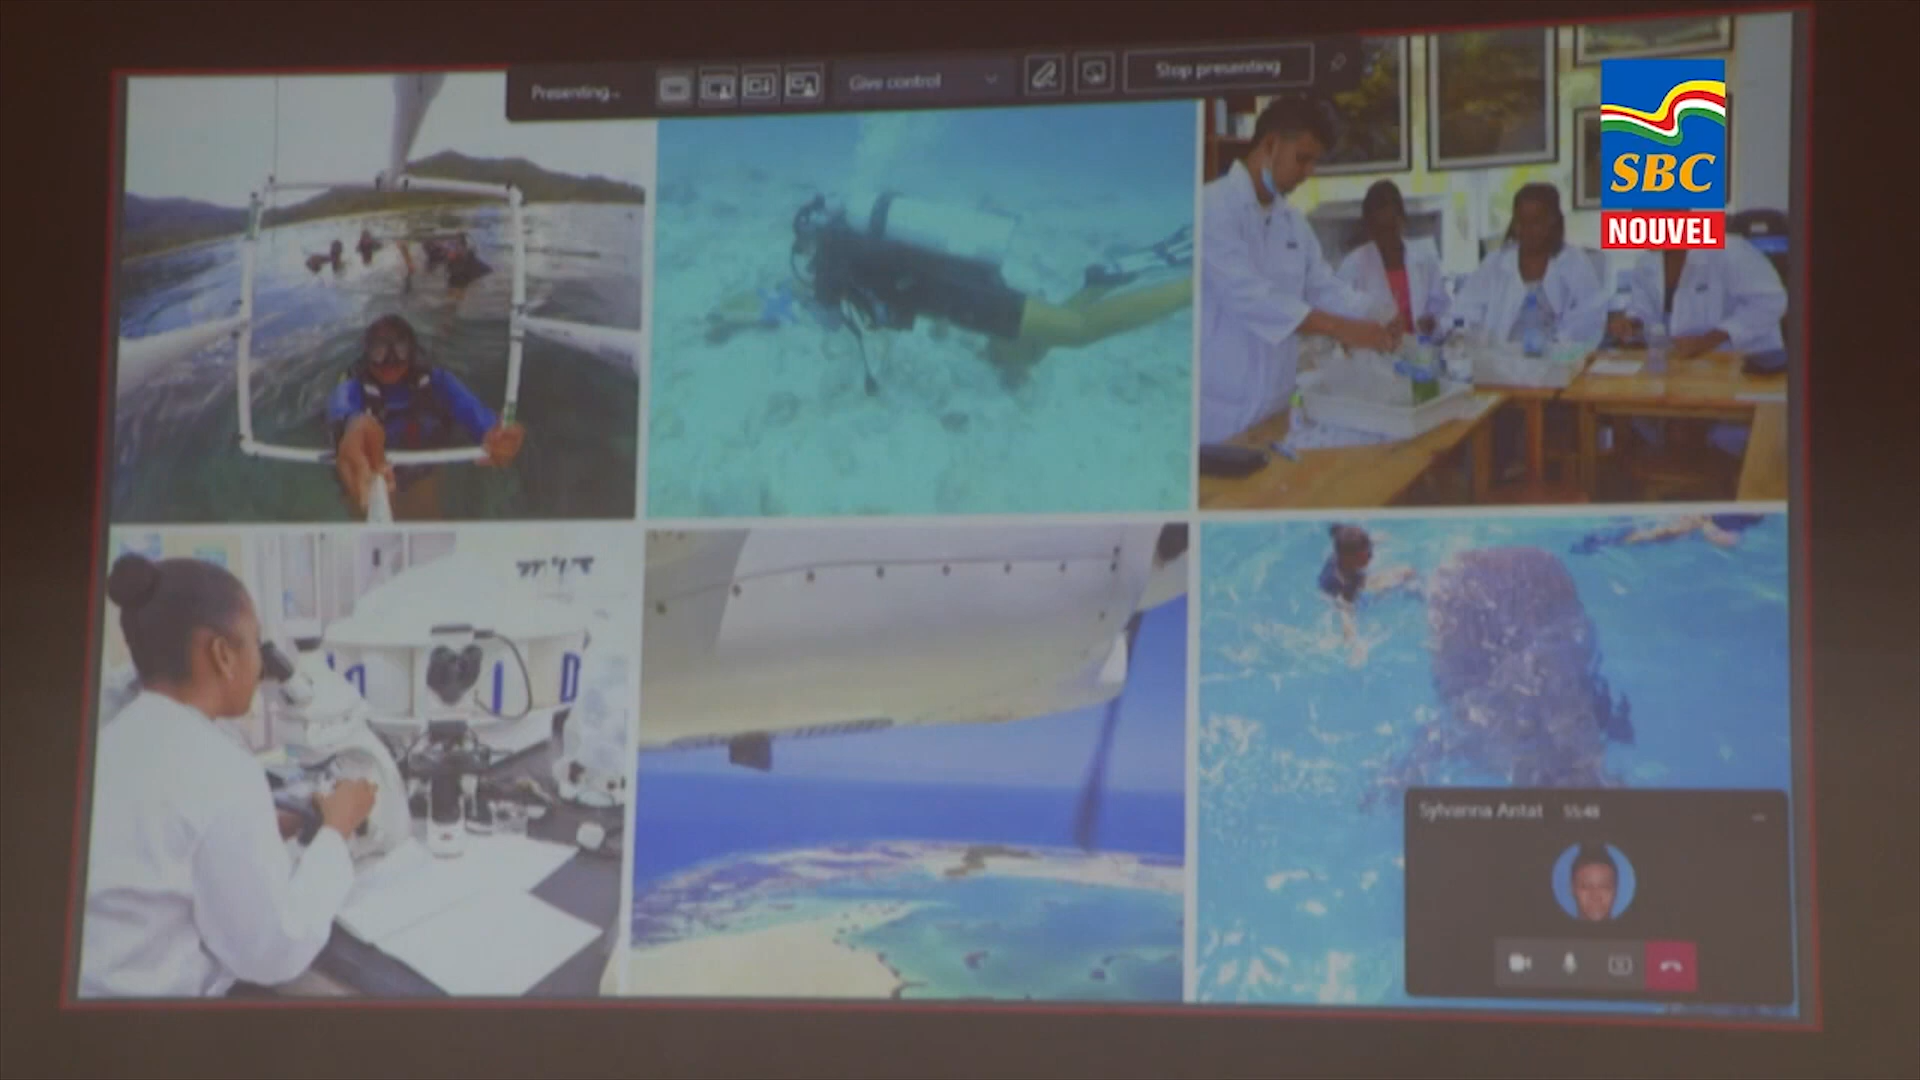 Presenting...
Give control
Stop presenting
SBC
NOUVEL
Sylvanna Antat 55:48